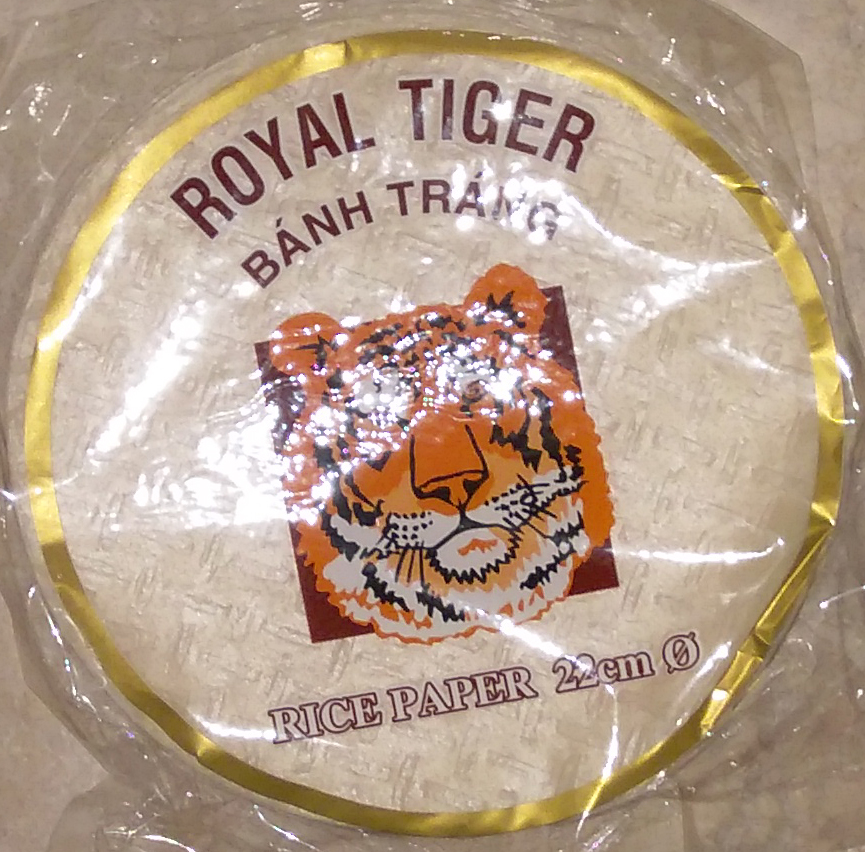 ROYAL TIGER
BÁNH TRÁNG
RICE PAPER 22cm Ø